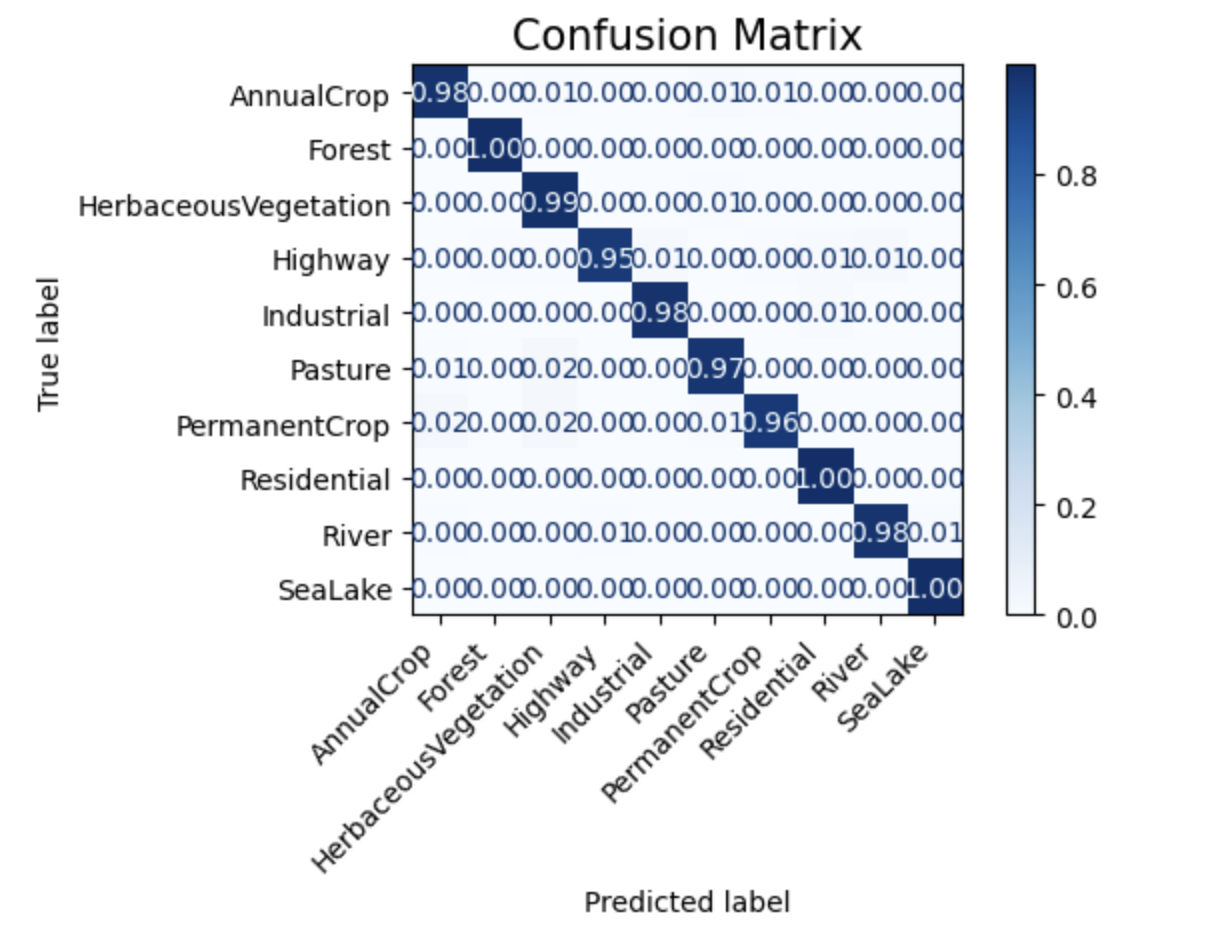 Confusion Matrix
AnnualCrop 0.98 0.00 0.01 0.00 0.00 0.01 0.01 0.00 0.00 0.00
Forest 0.00 1.00 0.00 0.00 0.00 0.00 0.00 0.00 0.00 0.00
HerbaceousVegetation 0.00 0.00 0.99 0.00 0.00 0.01 0.00 0.00 0.00 0.00
Highway 0.00 0.00 0.00 0.95 0.01 0.00 0.00 0.01 0.01 0.00
Industrial 0.00 0.00 0.00 0.00 0.98 0.00 0.00 0.01 0.00 0.00
Pasture 0.01 0.00 0.02 0.00 0.00 0.97 0.00 0.00 0.00 0.00
PermanentCrop 0.02 0.00 0.02 0.00 0.00 0.01 0.96 0.00 0.00 0.00
Residential 0.00 0.00 0.00 0.00 0.00 0.00 0.00 1.00 0.00 0.00
River 0.00 0.00 0.00 0.01 0.00 0.00 0.00 0.00 0.98 0.01
SeaLake 0.00 0.00 0.00 0.00 0.00 0.00 0.00 0.00 0.00 1.00
True label
AnnualCrop
Forest
HerbaceousVegetation
Highway
Industrial
Pasture
PermanentCrop
Residential
River
SeaLake
Predicted label
0.8
0.6
0.4
0.2
0.0